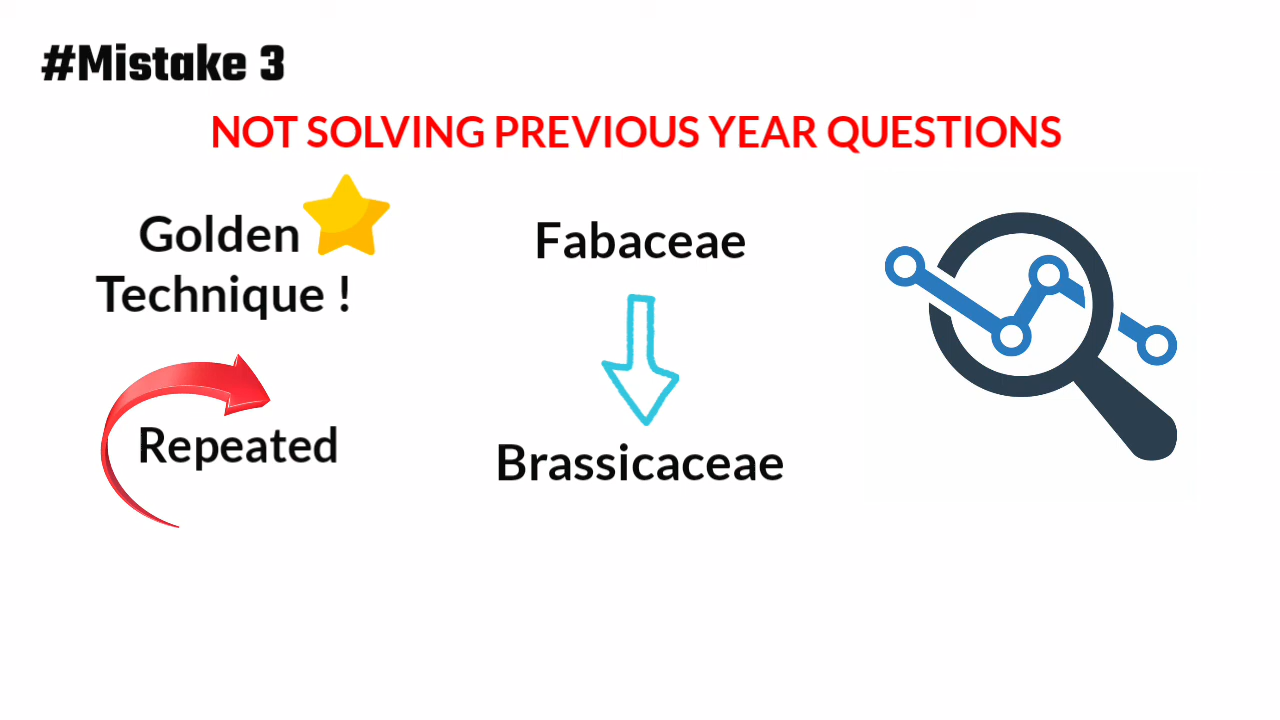 #Mistake 3
NOT SOLVING PREVIOUS YEAR QUESTIONS
Golden
Technique !
Repeated
Fabaceae
Brassicaceae